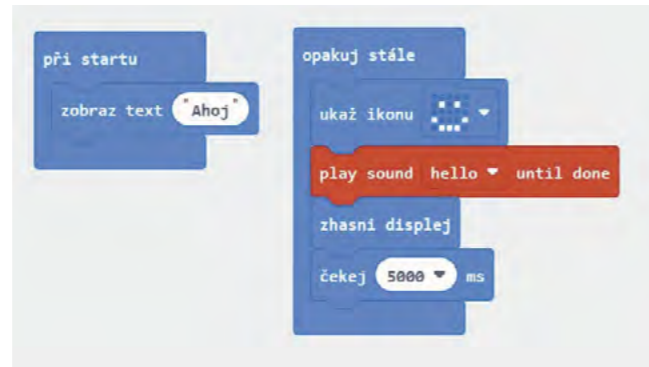 při startu
zobraz text "Ahoj"
opakuj stále
ukaž ikonu
play sound hello until done
zhasni displej
čekej 5000 ms